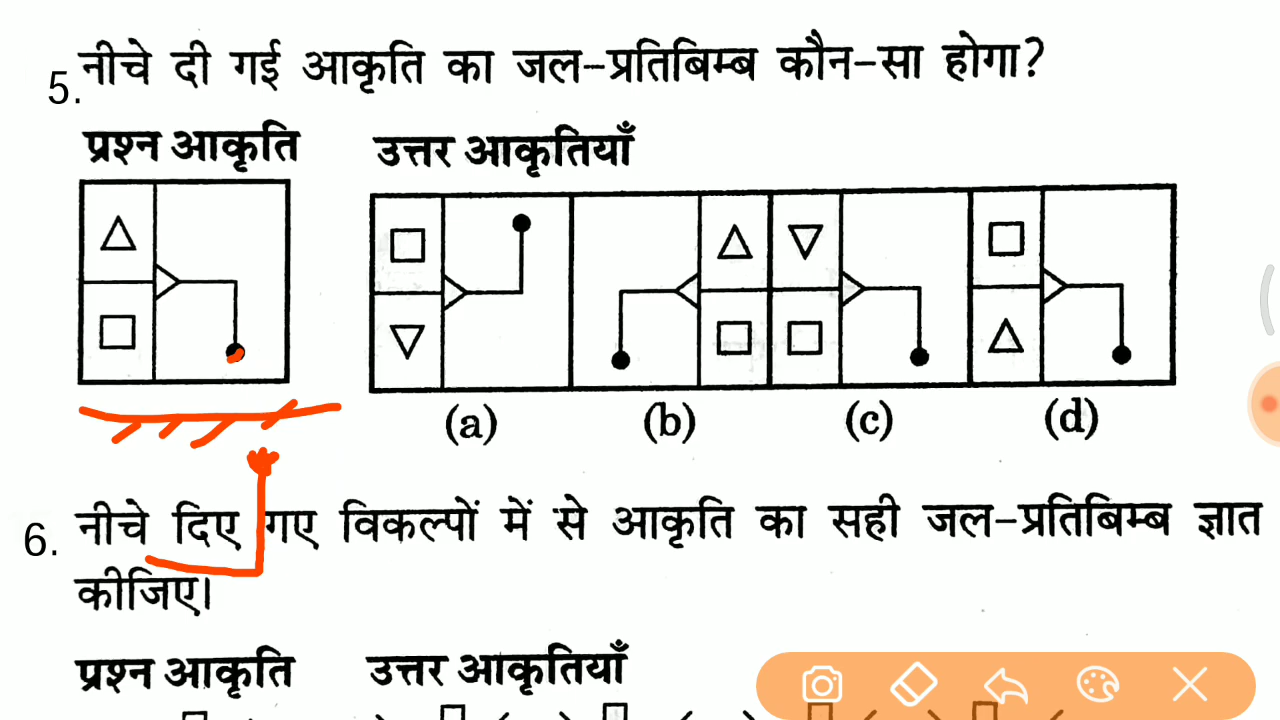 5. नीचे दी गई आकृति का जल-प्रतिबिम्ब कौन-सा होगा?
प्रश्न आकृति उत्तर आकृतियाँ
(a) (b) (c) (d)
6. नीचे दिए गए विकल्पों में से आकृति का सही जल-प्रतिबिम्ब ज्ञात
कीजिए।
प्रश्न आकृति उत्तर आकृतियाँ